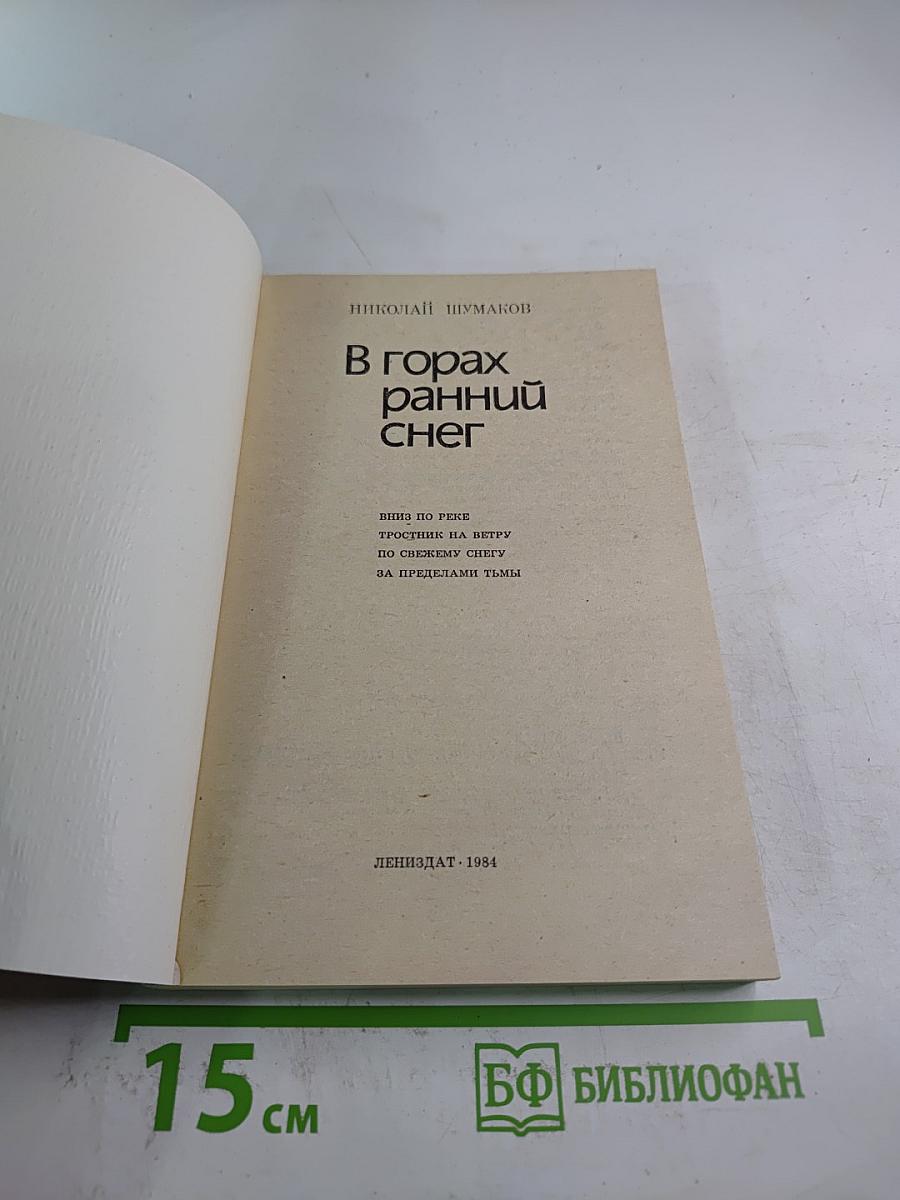 НИКОЛАЙ ШУМАКОВ
В горах
ранний
снег
ВНИЗ ПО РЕКЕ
ТРОСТНИК НА ВЕТРУ
ПО СВЕЖЕМУ СНЕГУ
ЗА ПРЕДЕЛАМИ ТЬМЫ
ЛЕНИЗДАТ · 1984
15 см
БФ БИБЛИОФАН